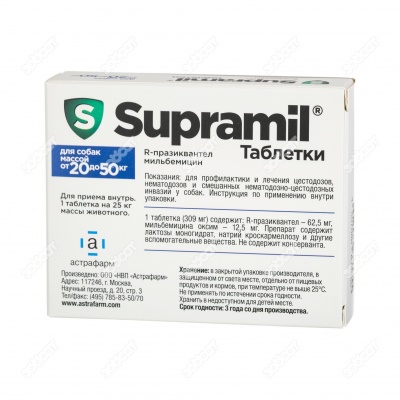 S Supramil®
R-празиквантел
мильбемицин
Таблетки
для собак
массой
от 20 до 50 кг
Для приема внутрь.
1 таблетка на 25 кг
массы животного.
Показания: для профилактики и лечения цестодозов,
нематодозов и смешанных нематодозно-цестодозных
инвазий у собак. Инструкция по применению внутри
упаковки.
1 таблетка (309 мг) содержит: R-празиквантел – 62,5 мг,
мильбемицина оксим – 12,5 мг. Препарат содержит
лактозы моногидрат, натрий кроскармеллозу и другие
вспомогательные вещества. Не содержит консерванта.
а
астрафарм
Произведено: ООО «НВП «Астрафарм»
Адрес: 117246, г. Москва,
Научный проезд, д. 20, стр. 3
Тел/факс: (495) 785-83-50/70
www.astrafarm.com
Хранение: в закрытой упаковке производителя, в
защищенном от света месте, отдельно от пищевых
продуктов и кормов, при температуре не выше 25°С.
Не применять по истечении срока годности.
Хранить в недоступном для детей месте.
Срок годности: 3 года со дня производства.